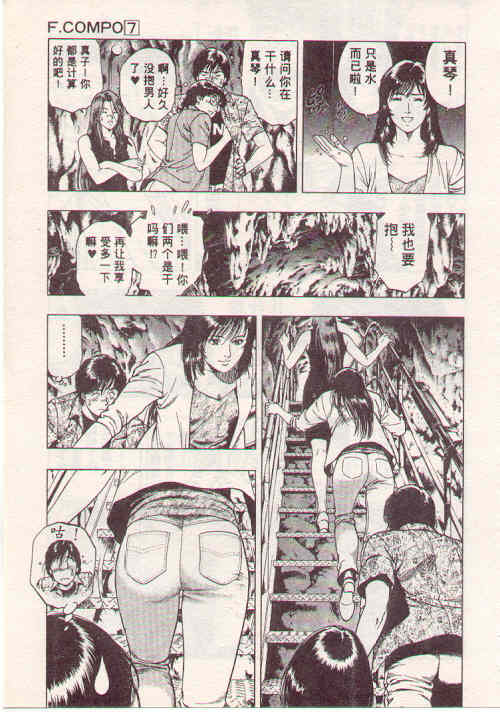 F.COMPO 7
真琴！
只是水
而已啦！
请问你在
干什么…
真琴！
啊…好久
没抱男人
了♥
真子！你
都是计算
好的吧！
我也要
抱～
喂…喂！你
们两个是干
吗嘛!?
再让我享
受多一下
嘛♥
………
咕！